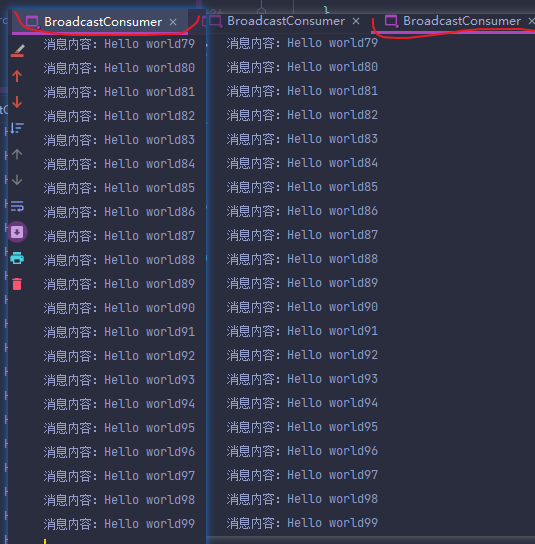 BroadcastConsumer
BroadcastConsumer
BroadcastConsumer
消息内容：Hello world79
消息内容：Hello world80
消息内容：Hello world81
消息内容：Hello world82
消息内容：Hello world83
消息内容：Hello world84
消息内容：Hello world85
消息内容：Hello world86
消息内容：Hello world87
消息内容：Hello world88
消息内容：Hello world89
消息内容：Hello world90
消息内容：Hello world91
消息内容：Hello world92
消息内容：Hello world93
消息内容：Hello world94
消息内容：Hello world95
消息内容：Hello world96
消息内容：Hello world97
消息内容：Hello world98
消息内容：Hello world99
消息内容：Hello world79
消息内容：Hello world80
消息内容：Hello world81
消息内容：Hello world82
消息内容：Hello world83
消息内容：Hello world84
消息内容：Hello world85
消息内容：Hello world86
消息内容：Hello world87
消息内容：Hello world88
消息内容：Hello world89
消息内容：Hello world90
消息内容：Hello world91
消息内容：Hello world92
消息内容：Hello world93
消息内容：Hello world94
消息内容：Hello world95
消息内容：Hello world96
消息内容：Hello world97
消息内容：Hello world98
消息内容：Hello world99